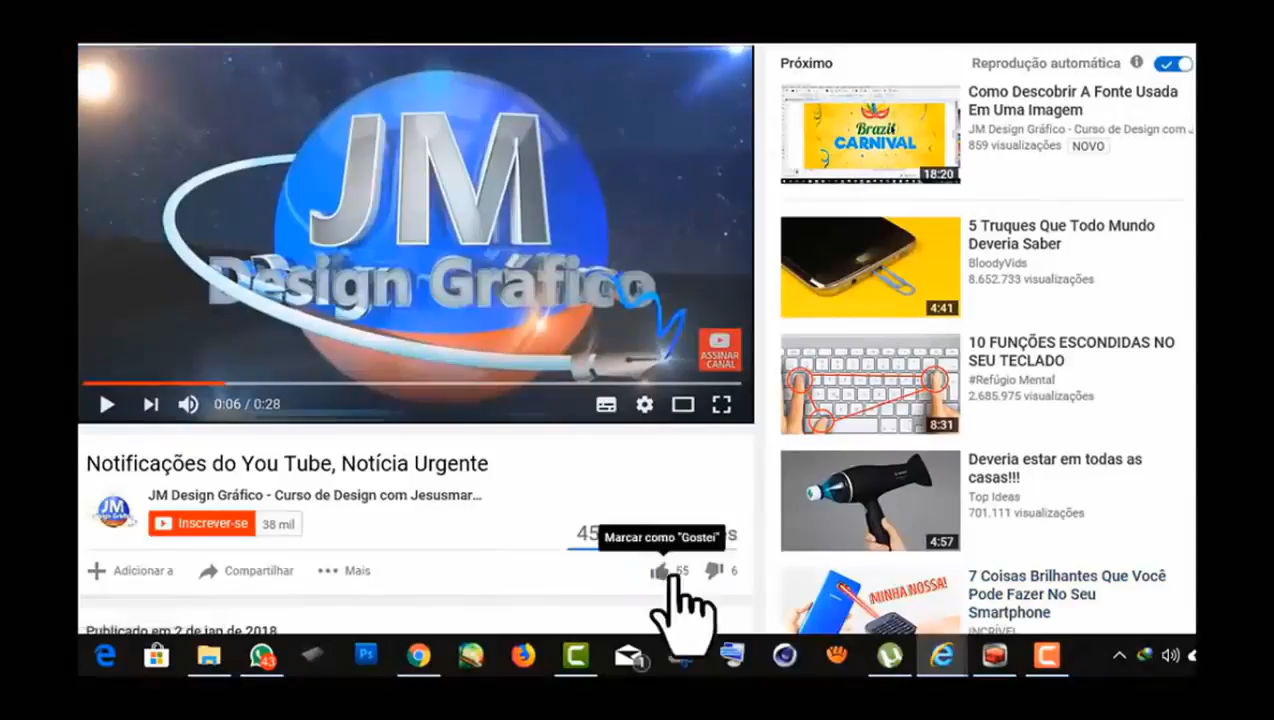 JM
Design Gráfico
ASSINAR
CANAL
0:06 / 0:28
Notificações do You Tube, Notícia Urgente
JM Design Gráfico - Curso de Design com Jesusmar...
Inscrever-se
38 mil
Marcar como "Gostei"
Adicionar a
Compartilhar
Mais
55
6
Publicado em 2 de jan de 2018
Próximo
Reprodução automática
Brazil
CARNIVAL
18:20
Como Descobrir A Fonte Usada
Em Uma Imagem
JM Design Gráfico - Curso de Design com
859 visualizações
NOVO
4:41
5 Truques Que Todo Mundo
Deveria Saber
BloodyVids
8.652.733 visualizações
8:31
10 FUNÇÕES ESCONDIDAS NO
SEU TECLADO
#Refúgio Mental
2.685.975 visualizações
4:57
Deveria estar em todas as
casas!!!
Top Ideas
701.111 visualizações
¡MINHA NOSSA!
7 Coisas Brilhantes Que Você
Pode Fazer No Seu
Smartphone
INCRÍVEL
43
Ps
1